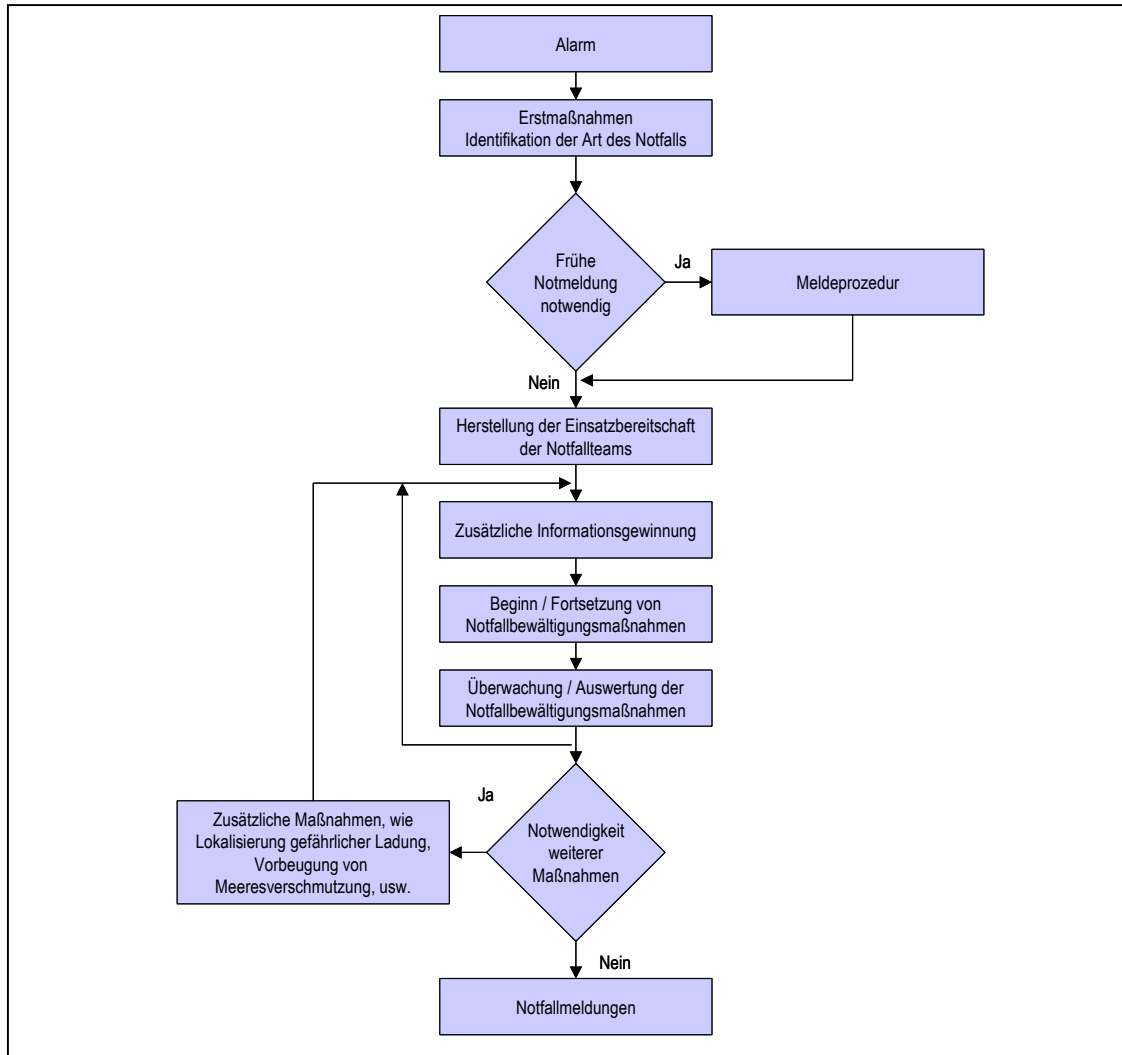 Alarm
Erstmaßnahmen
Identifikation der Art des Notfalls
Frühe
Notmeldung
notwendig
Ja
Meldeprozedur
Nein
Herstellung der Einsatzbereitschaft
der Notfallteams
Zusätzliche Informationsgewinnung
Beginn / Fortsetzung von
Notfallbewältigungsmaßnahmen
Überwachung / Auswertung der
Notfallbewältigungsmaßnahmen
Ja
Zusätzliche Maßnahmen, wie
Lokalisierung gefährlicher Ladung,
Vorbeugung von
Meeresverschmutzung, usw.
Notwendigkeit
weiterer
Maßnahmen
Nein
Notfallmeldungen